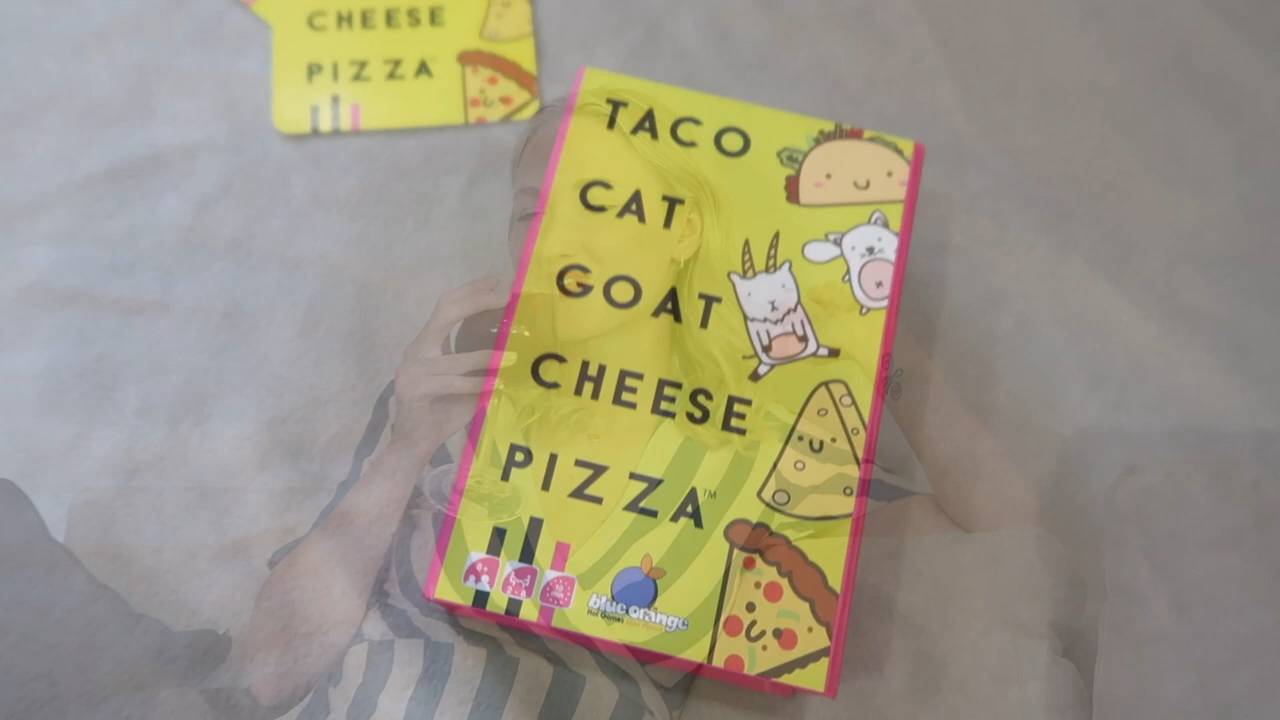 CHEESE
PIZZA
TACO
CAT
GOAT
CHEESE
PIZZA™
blue orange